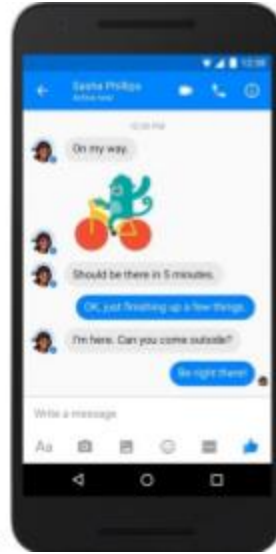 Sasha Phillips
Active now
On my way.
Should be there in 5 minutes.
OK, just finishing up a few things.
I'm here. Can you come outside?
Be right there!
Write a message
Aa